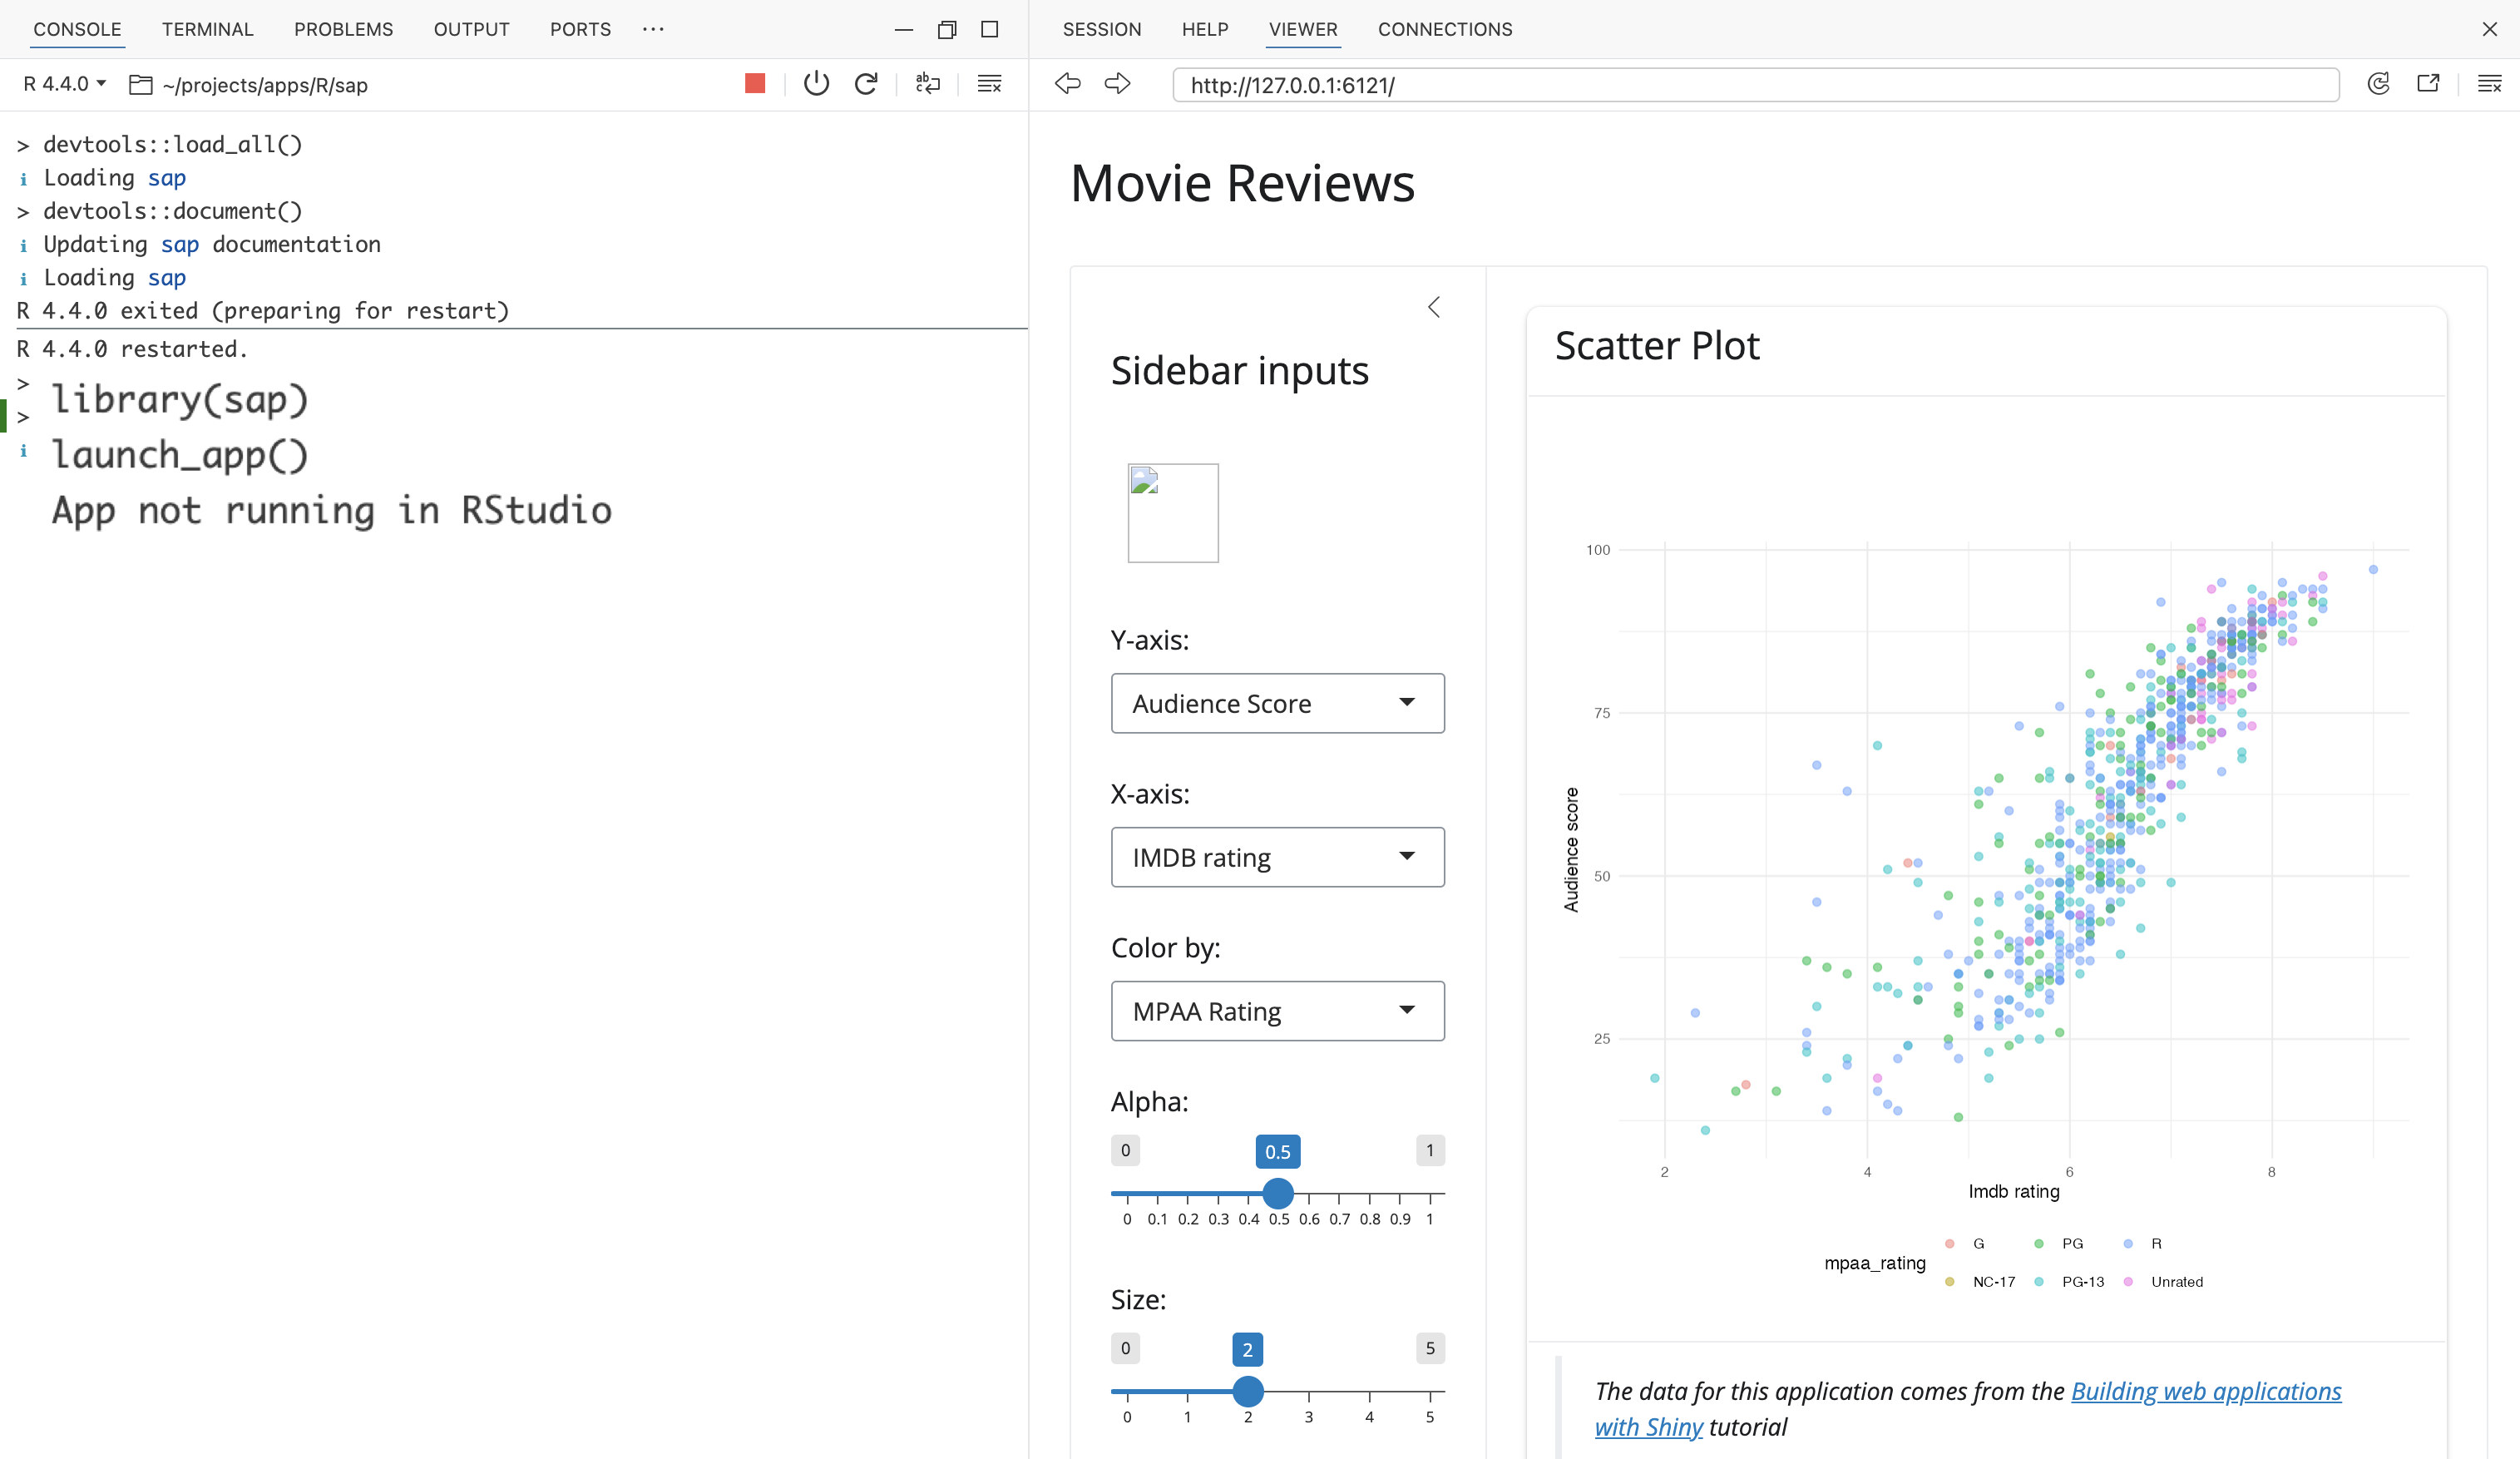 CONSOLE TERMINAL PROBLEMS OUTPUT PORTS ···
R 4.4.0 ~/projects/apps/R/sap
> devtools::load_all()
i Loading sap
> devtools::document()
i Updating sap documentation
i Loading sap
R 4.4.0 exited (preparing for restart)
R 4.4.0 restarted.
> library(sap)
> launch_app()
i App not running in RStudio
SESSION HELP VIEWER CONNECTIONS
http://127.0.0.1:6121/
Movie Reviews
Sidebar inputs
Y-axis:
Audience Score
X-axis:
IMDB rating
Color by:
MPAA Rating
Alpha:
0 0.5 1
0 0.1 0.2 0.3 0.4 0.5 0.6 0.7 0.8 0.9 1
Size:
0 2 5
0 1 2 3 4 5
Scatter Plot
Audience score
100
75
50
25
2 4 6 8
Imdb rating
mpaa_rating
G PG R
NC-17 PG-13 Unrated
The data for this application comes from the Building web applications
with Shiny tutorial